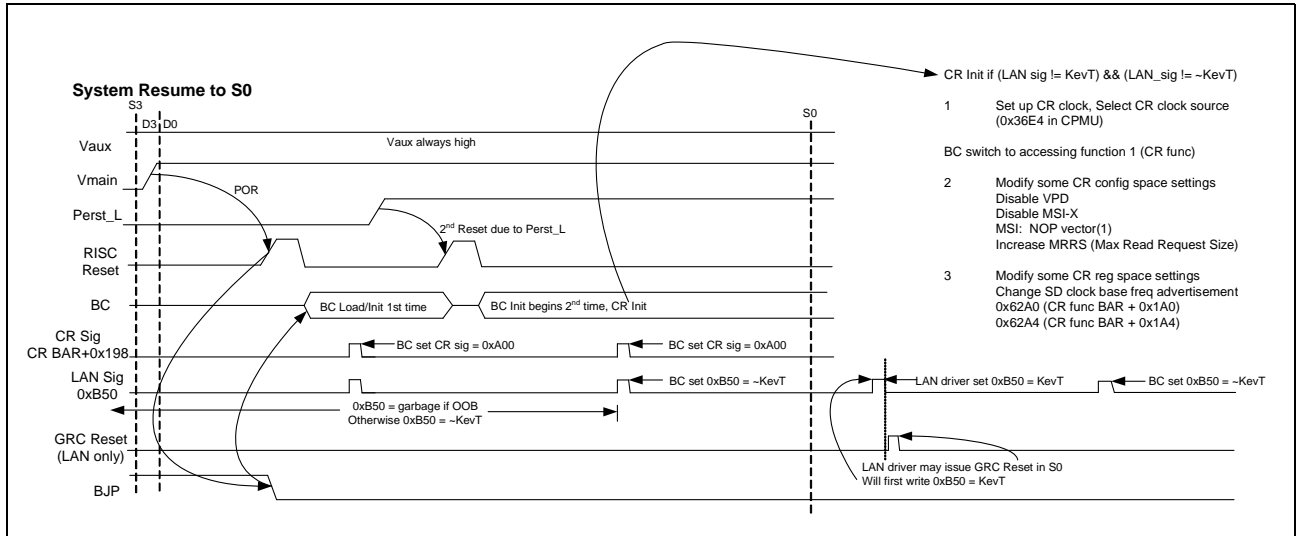 System Resume to S0
S3
D3 D0
S0
Vaux
Vaux always high
Vmain
POR
Perst_L
2nd Reset due to Perst_L
RISC
Reset
BC
BC Load/Init 1st time
BC Init begins 2nd time, CR Init
CR Sig
CR BAR+0x198
BC set CR sig = 0xA00
BC set CR sig = 0xA00
LAN Sig
0xB50
BC set 0xB50 = ~KevT
LAN driver set 0xB50 = KevT
BC set 0xB50 = ~KevT
0xB50 = garbage if OOB
Otherwise 0xB50 = ~KevT
GRC Reset
(LAN only)
LAN driver may issue GRC Reset in S0
Will first write 0xB50 = KevT
BJP
CR Init if (LAN sig != KevT) && (LAN_sig != ~KevT)
1 Set up CR clock, Select CR clock source
(0x36E4 in CPMU)
BC switch to accessing function 1 (CR func)
2 Modify some CR config space settings
Disable VPD
Disable MSI-X
MSI: NOP vector(1)
Increase MRRS (Max Read Request Size)
3 Modify some CR reg space settings
Change SD clock base freq advertisement
0x62A0 (CR func BAR + 0x1A0)
0x62A4 (CR func BAR + 0x1A4)